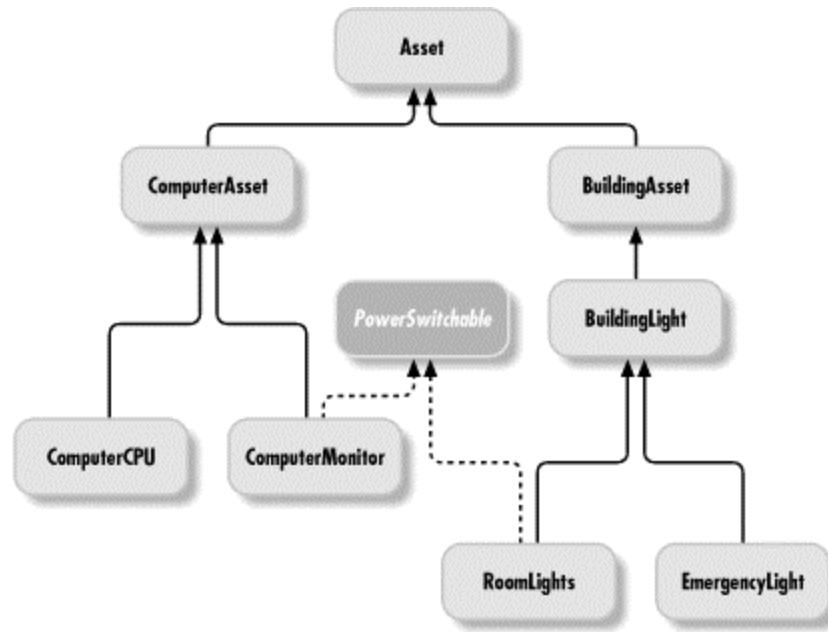 Asset
ComputerAsset
BuildingAsset
PowerSwitchable
BuildingLight
ComputerCPU
ComputerMonitor
RoomLights
EmergencyLight